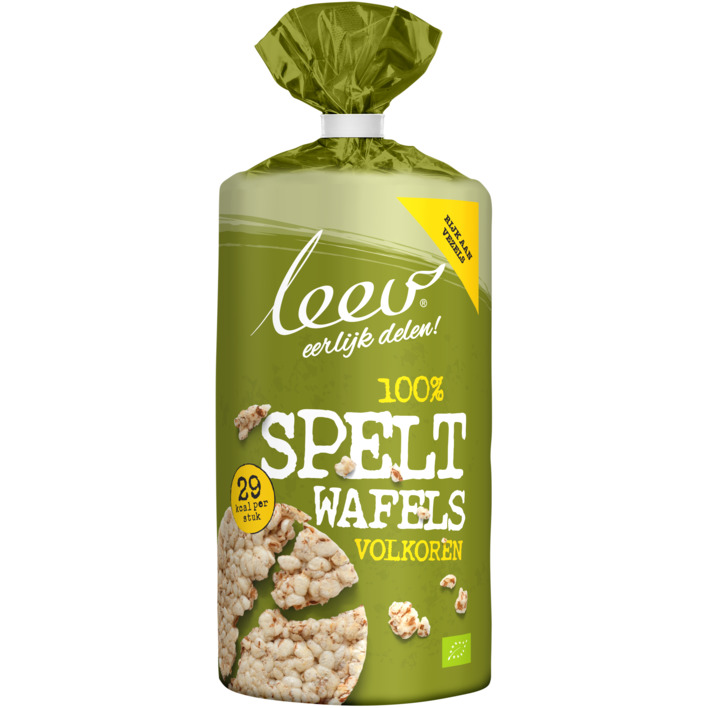 RIJK AAN
VEZELS
leev®
eerlijk delen!
100%
SPELT
WAFELS
VOLKOREN
29
kcal per
stuk